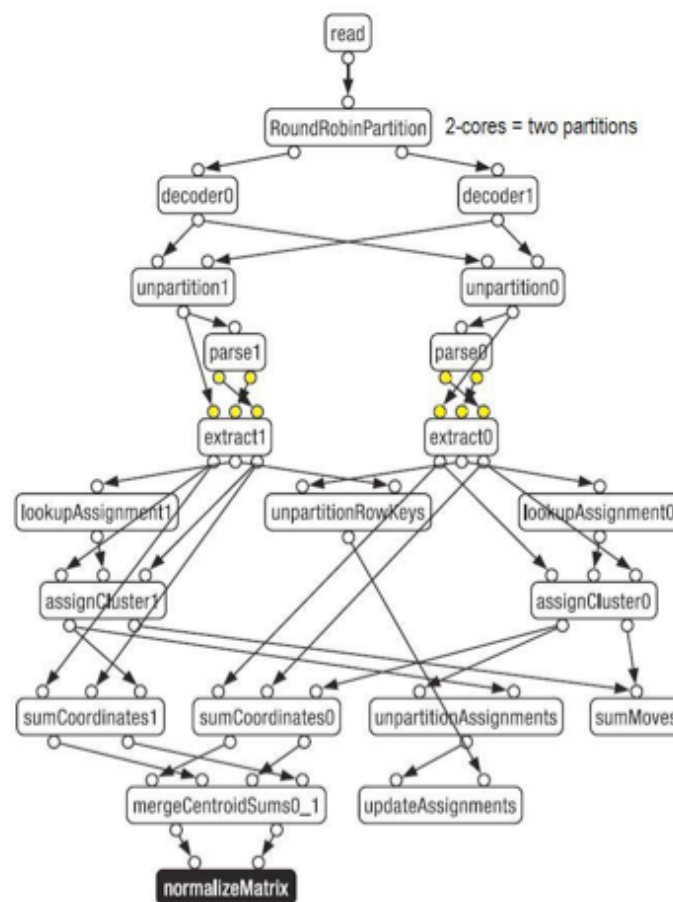 read
RoundRobinPartition 2-cores = two partitions
decoder0 decoder1
unpartition1 unpartition0
parse1 parse0
extract1 extract0
lookupAssignment1 unpartitionRowKeys lookupAssignment0
assignCluster1 assignCluster0
sumCoordinates1 sumCoordinates0 unpartitionAssignments sumMoves
mergeCentroidSums0_1 updateAssignments
normalizeMatrix